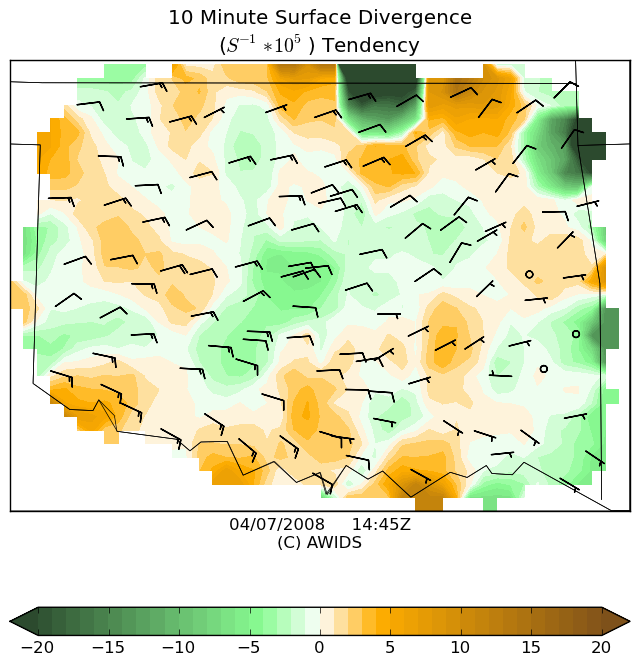 10 Minute Surface Divergence
(S⁻¹ * 10⁵ ) Tendency
04/07/2008 14:45Z
(C) AWIDS
−20 −15 −10 −5 0 5 10 15 20